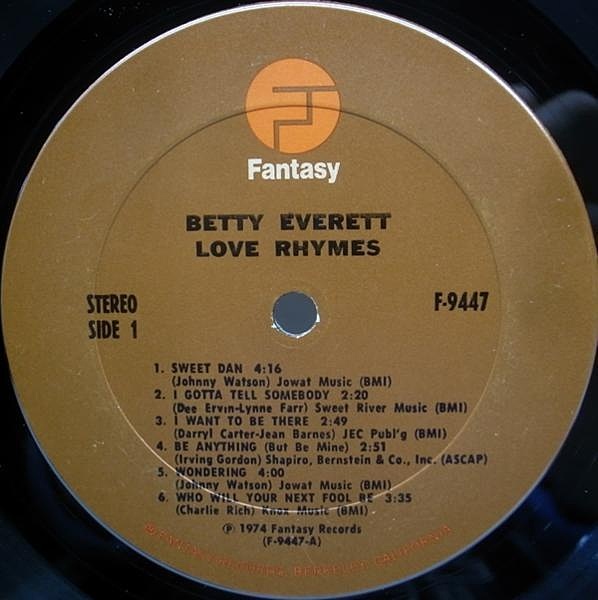 Fantasy
BETTY EVERETT
LOVE RHYMES
STEREO
SIDE 1
F-9447
1. SWEET DAN 4:16
(Johnny Watson) Jowat Music (BMI)
2. I GOTTA TELL SOMEBODY 2:20
(Dee Ervin-Lynne Farr) Sweet River Music (BMI)
3. I WANT TO BE THERE 2:49
(Darryl Carter-Jean Barnes) JEC Publ'g (BMI)
4. BE ANYTHING (But Be Mine) 2:51
(Irving Gordon) Shapiro, Bernstein & Co., Inc. (ASCAP)
5. WONDERING 4:00
(Johnny Watson) Jowat Music (BMI)
6. WHO WILL YOUR NEXT FOOL BE 3:35
(Charlie Rich) Knox Music (BMI)
℗ 1974 Fantasy Records
(F-9447-A)
BERKELEY, CALIFORNIA